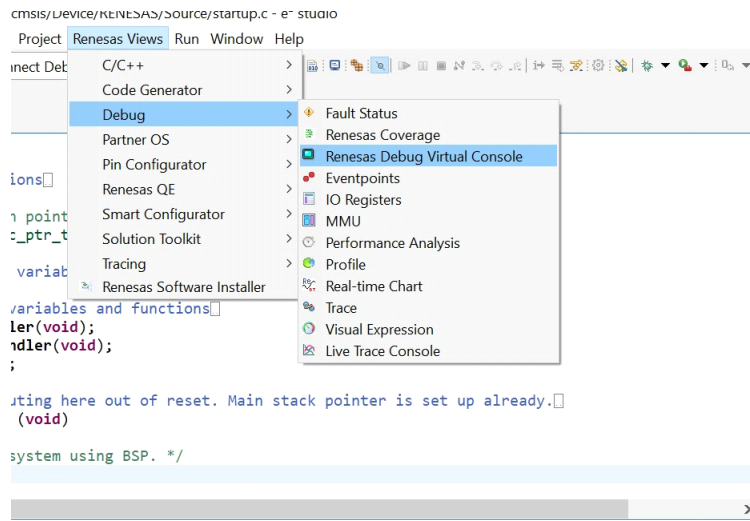 cmsis/Device/RENESAS/Source/startup.c - e² studio
Project Renesas Views Run Window Help
nnect Deb
C/C++
Code Generator
Debug
Partner OS
Pin Configurator
Renesas QE
Smart Configurator
Solution Toolkit
Tracing
Renesas Software Installer
Fault Status
Renesas Coverage
Renesas Debug Virtual Console
Eventpoints
IO Registers
MMU
Performance Analysis
Profile
Real-time Chart
Trace
Visual Expression
Live Trace Console
ions
n point
c_ptr_t
variab
variables and functions
ler(void);
ndler(void);
;
uting here out of reset. Main stack pointer is set up already.
(void)
system using BSP. */